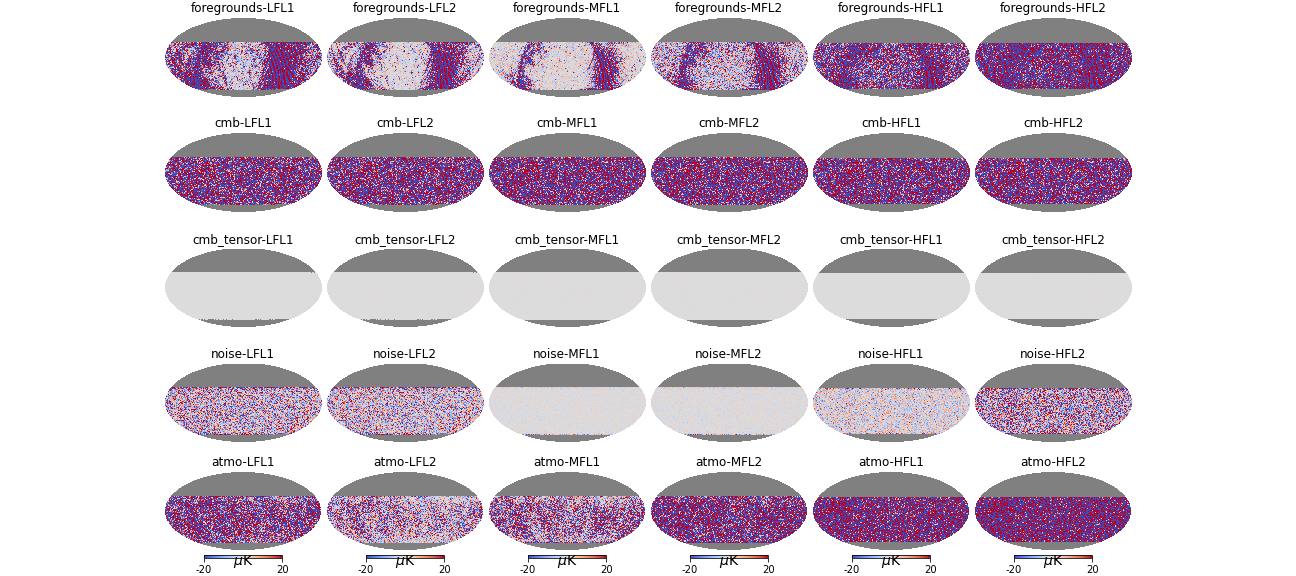 foregrounds-LFL1 foregrounds-LFL2 foregrounds-MFL1 foregrounds-MFL2 foregrounds-HFL1 foregrounds-HFL2
cmb-LFL1 cmb-LFL2 cmb-MFL1 cmb-MFL2 cmb-HFL1 cmb-HFL2
cmb_tensor-LFL1 cmb_tensor-LFL2 cmb_tensor-MFL1 cmb_tensor-MFL2 cmb_tensor-HFL1 cmb_tensor-HFL2
noise-LFL1 noise-LFL2 noise-MFL1 noise-MFL2 noise-HFL1 noise-HFL2
atmo-LFL1 atmo-LFL2 atmo-MFL1 atmo-MFL2 atmo-HFL1 atmo-HFL2
μK μK μK μK μK μK
-20 20 -20 20 -20 20 -20 20 -20 20 -20 20